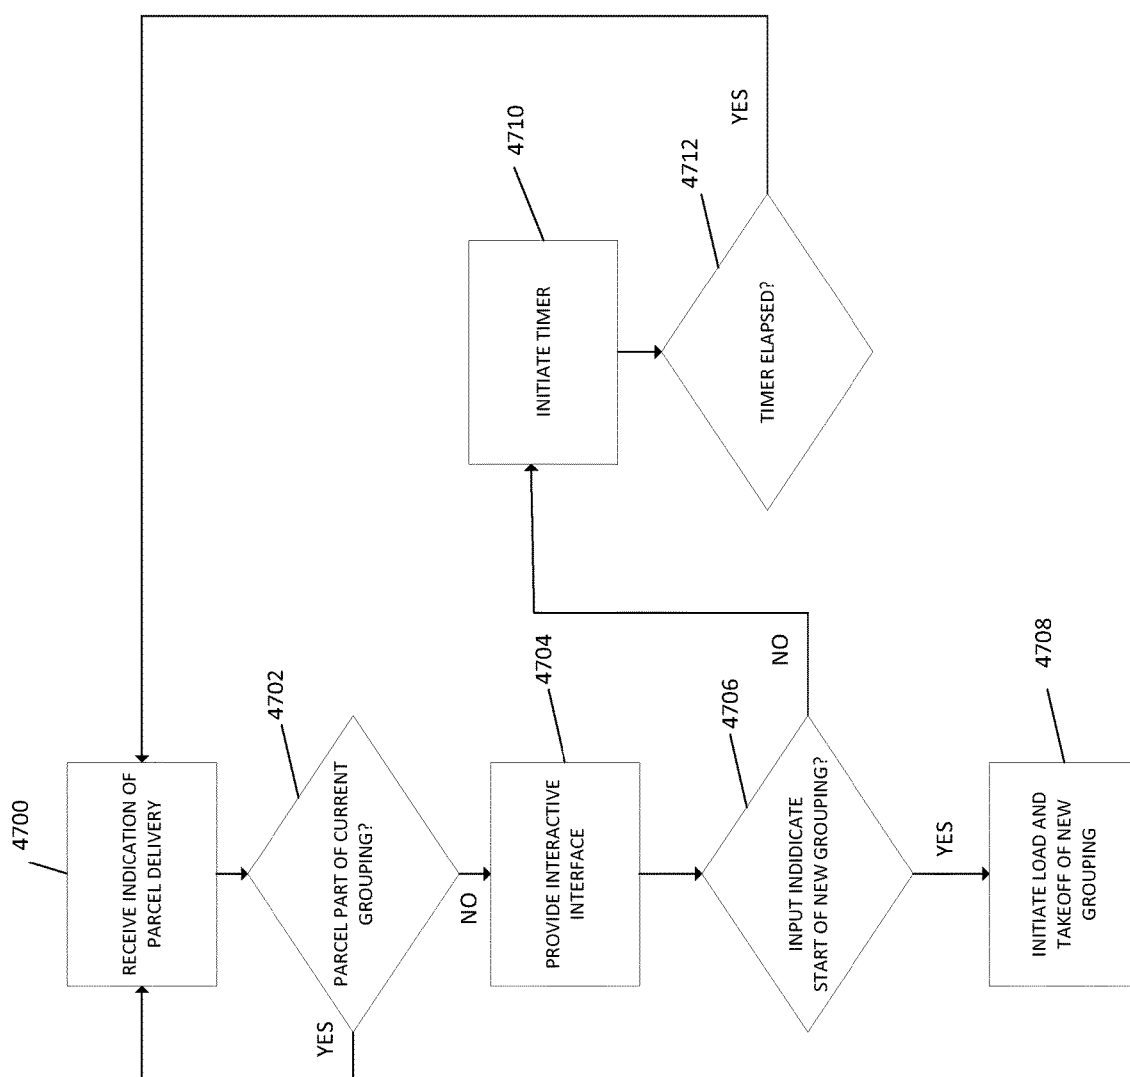 4700
RECEIVE INDICATION OF
PARCEL DELIVERY
4702
PARCEL PART OF CURRENT
GROUPING?
YES
NO
4704
PROVIDE INTERACTIVE
INTERFACE
4706
INPUT INDIDICATE
START OF NEW GROUPING?
NO
YES
4708
INITIATE LOAD AND
TAKEOFF OF NEW
GROUPING
4710
INITIATE TIMER
4712
TIMER ELAPSED?
YES